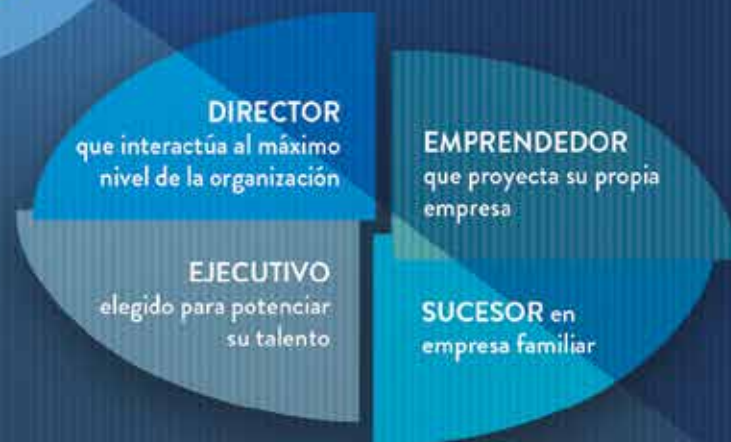 DIRECTOR
que interactúa al máximo
nivel de la organización
EMPRENDEDOR
que proyecta su propia
empresa
EJECUTIVO
elegido para potenciar
su talento
SUCESOR en
empresa familiar